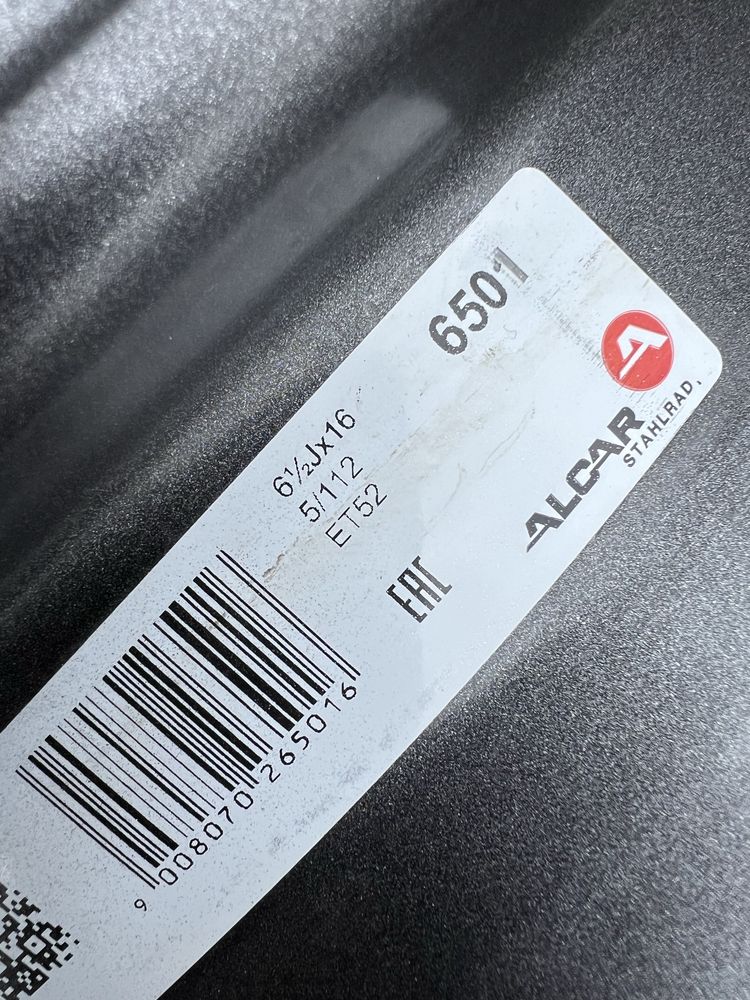 6501
A
ALCAR
STAHLRAD
6½Jx16
5/112
ET52
EAC
9 008070 265016